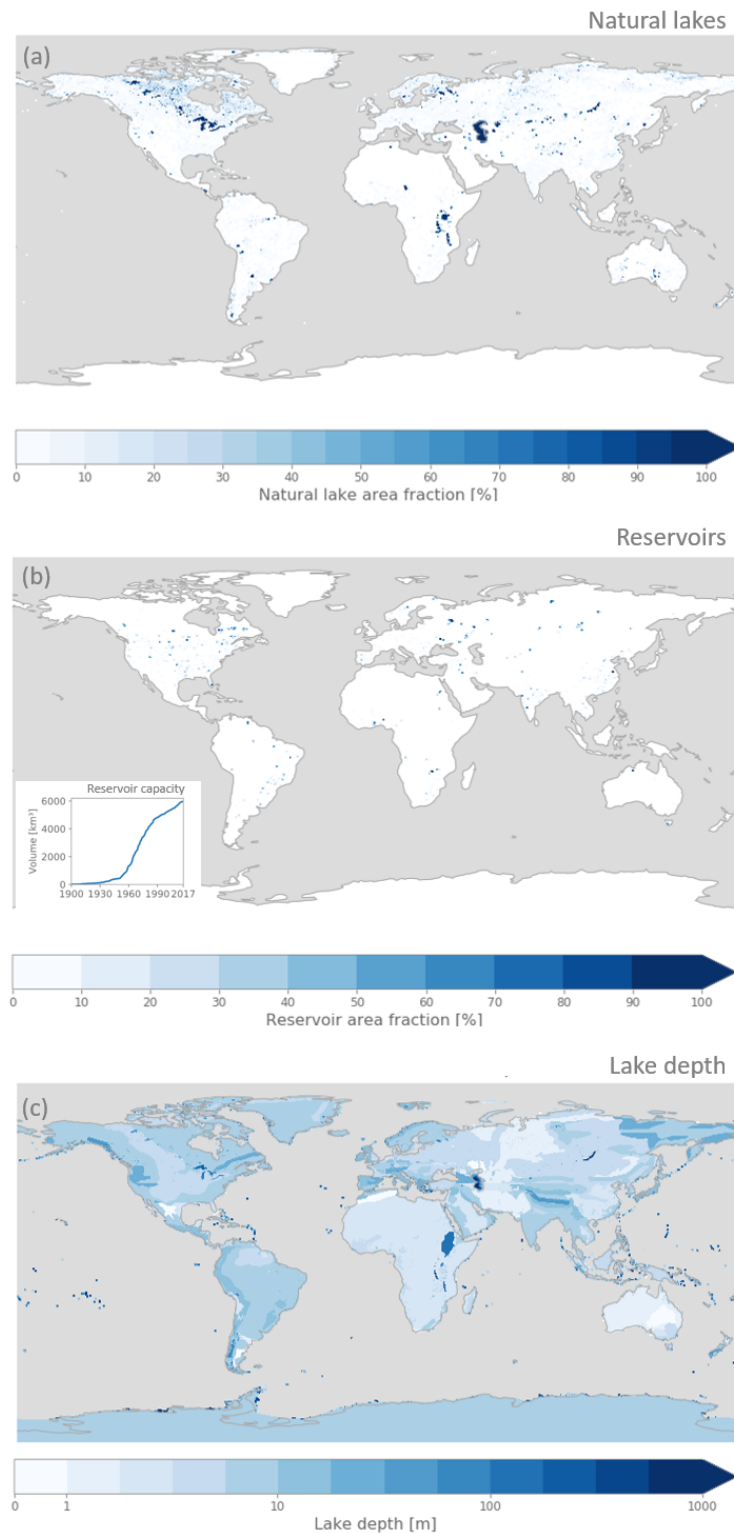 Natural lakes
(a)
0 10 20 30 40 50 60 70 80 90 100
Natural lake area fraction [%]
Reservoirs
(b)
Reservoir capacity
Volume [km³]
6000
4000
2000
0
1900 1930 1960 1990 2017
0 10 20 30 40 50 60 70 80 90 100
Reservoir area fraction [%]
Lake depth
(c)
0 1 10 100 1000
Lake depth [m]